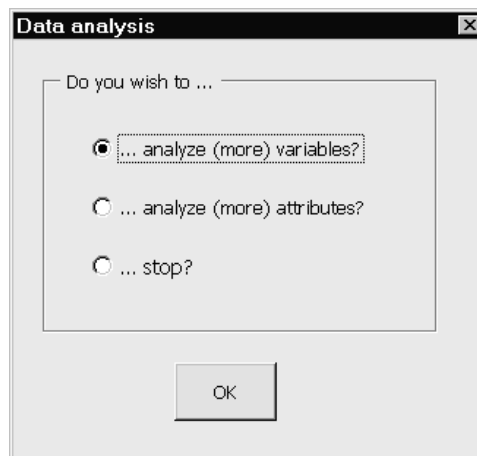 Data analysis
Do you wish to ...
... analyze (more) variables?
... analyze (more) attributes?
... stop?
OK